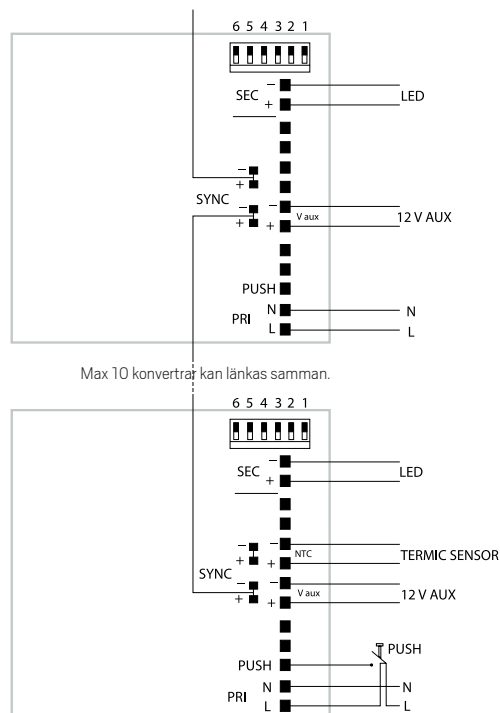 6 5 4 3 2 1
−
SEC
+
LED
−
+
SYNC
−
+
−
V aux
+
12 V AUX
PUSH
N
N
PRI
L
L
Max 10 konvertrar kan länkas samman.
6 5 4 3 2 1
−
SEC
+
LED
−
+
−
NTC
+
TERMIC SENSOR
SYNC
−
+
−
V aux
+
12 V AUX
PUSH
PUSH
N
N
PRI
L
L